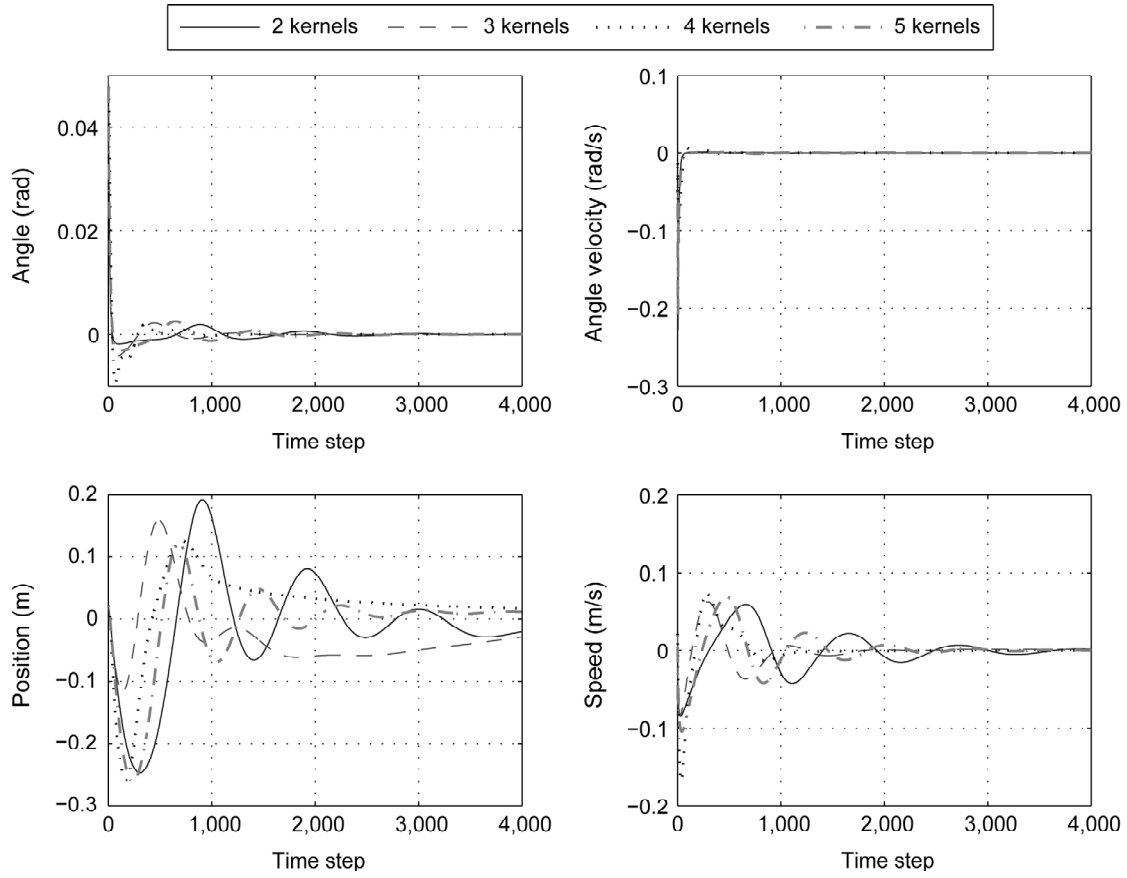 2 kernels 3 kernels 4 kernels 5 kernels
Angle (rad)
0.04
0.02
0
0 1,000 2,000 3,000 4,000
Time step
Angle velocity (rad/s)
0.1
0
−0.1
−0.2
−0.3
0 1,000 2,000 3,000 4,000
Time step
Position (m)
0.2
0.1
0
−0.1
−0.2
−0.3
0 1,000 2,000 3,000 4,000
Time step
Speed (m/s)
0.2
0.1
0
−0.1
−0.2
0 1,000 2,000 3,000 4,000
Time step